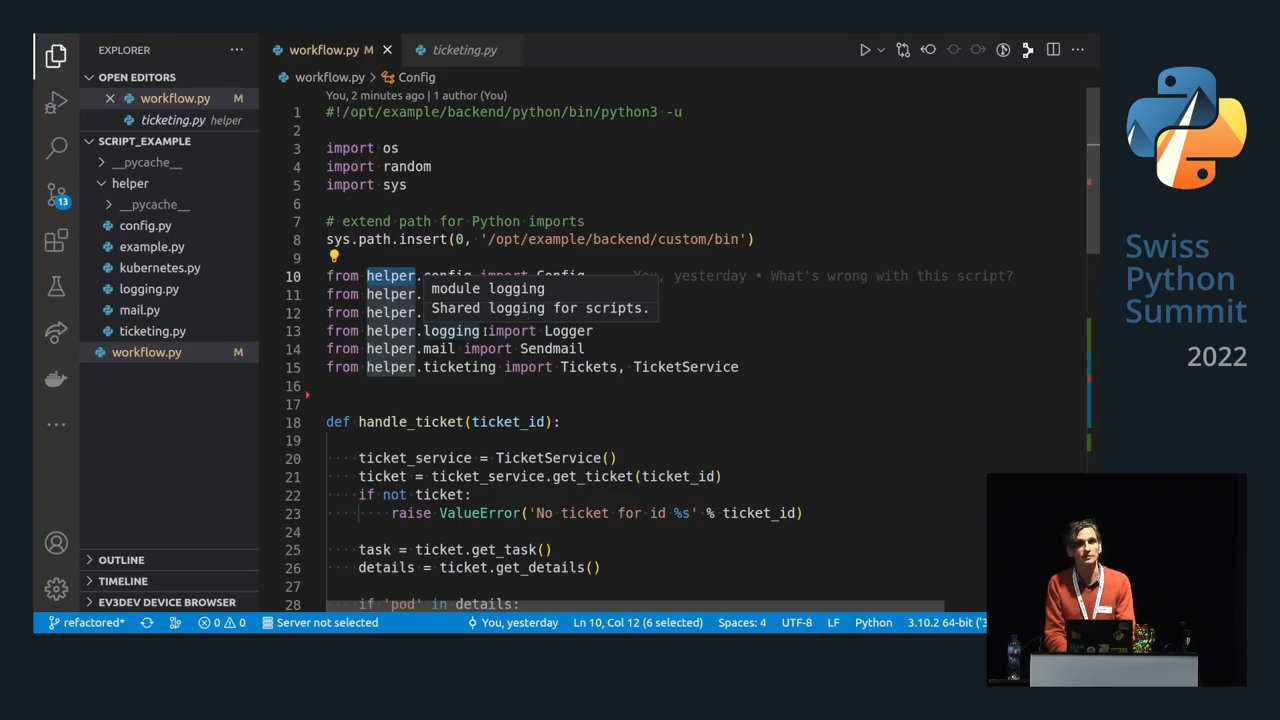 EXPLORER
OPEN EDITORS
workflow.py M
ticketing.py helper
SCRIPT_EXAMPLE
__pycache__
helper
__pycache__
config.py
example.py
kubernetes.py
logging.py
mail.py
ticketing.py
workflow.py M
OUTLINE
TIMELINE
EV3DEV DEVICE BROWSER
13
workflow.py M
ticketing.py
workflow.py > Config
You, 2 minutes ago | 1 author (You)
1 #!/opt/example/backend/python/bin/python3 -u
2
3 import os
4 import random
5 import sys
6
7 # extend path for Python imports
8 sys.path.insert(0, '/opt/example/backend/custom/bin')
9
10 from helper.config import Config You, yesterday • What's wrong with this script?
module logging
Shared logging for scripts.
11 from helper.
12 from helper.
13 from helper.logging import Logger
14 from helper.mail import Sendmail
15 from helper.ticketing import Tickets, TicketService
16
17
18 def handle_ticket(ticket_id):
19
20 ticket_service = TicketService()
21 ticket = ticket_service.get_ticket(ticket_id)
22 if not ticket:
23 raise ValueError('No ticket for id %s' % ticket_id)
24
25 task = ticket.get_task()
26 details = ticket.get_details()
27
28 if 'pod' in details:
refactored* 0 0 Server not selected You, yesterday Ln 10, Col 12 (6 selected) Spaces: 4 UTF-8 LF Python 3.10.2 64-bit ('3
Swiss
Python
Summit
2022